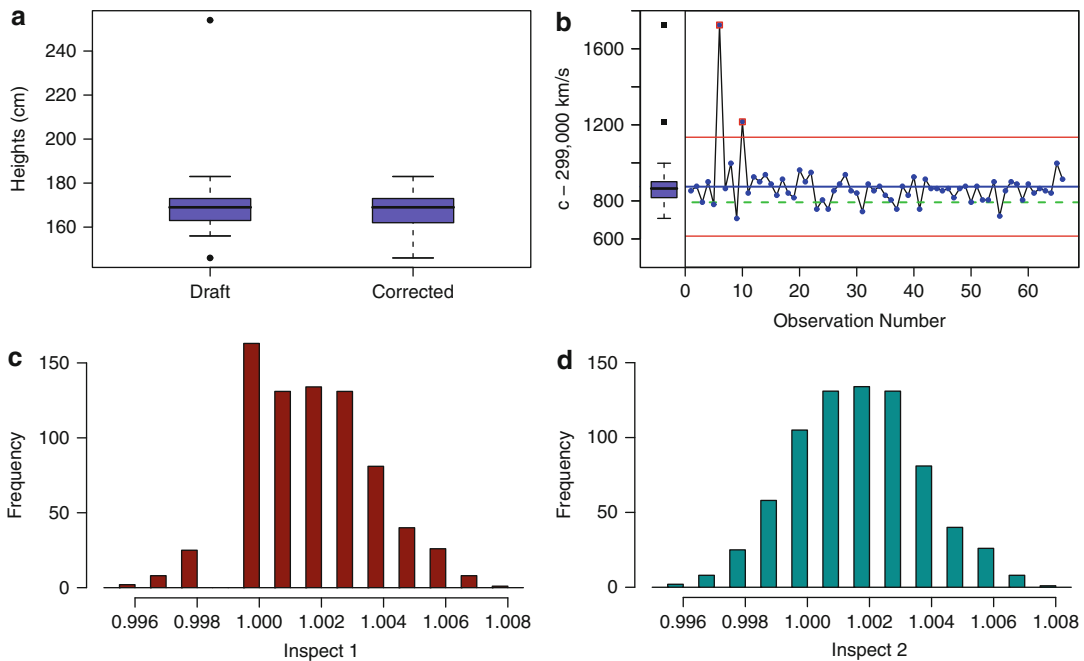 a
Heights (cm)
240
220
200
180
160
Draft
Corrected
b
c – 299,000 km/s
1600
1200
800
600
0
10
20
30
40
50
60
Observation Number
c
Frequency
150
100
50
0
0.996
0.998
1.000
1.002
1.004
1.006
1.008
Inspect 1
d
Frequency
150
100
50
0
0.996
0.998
1.000
1.002
1.004
1.006
1.008
Inspect 2